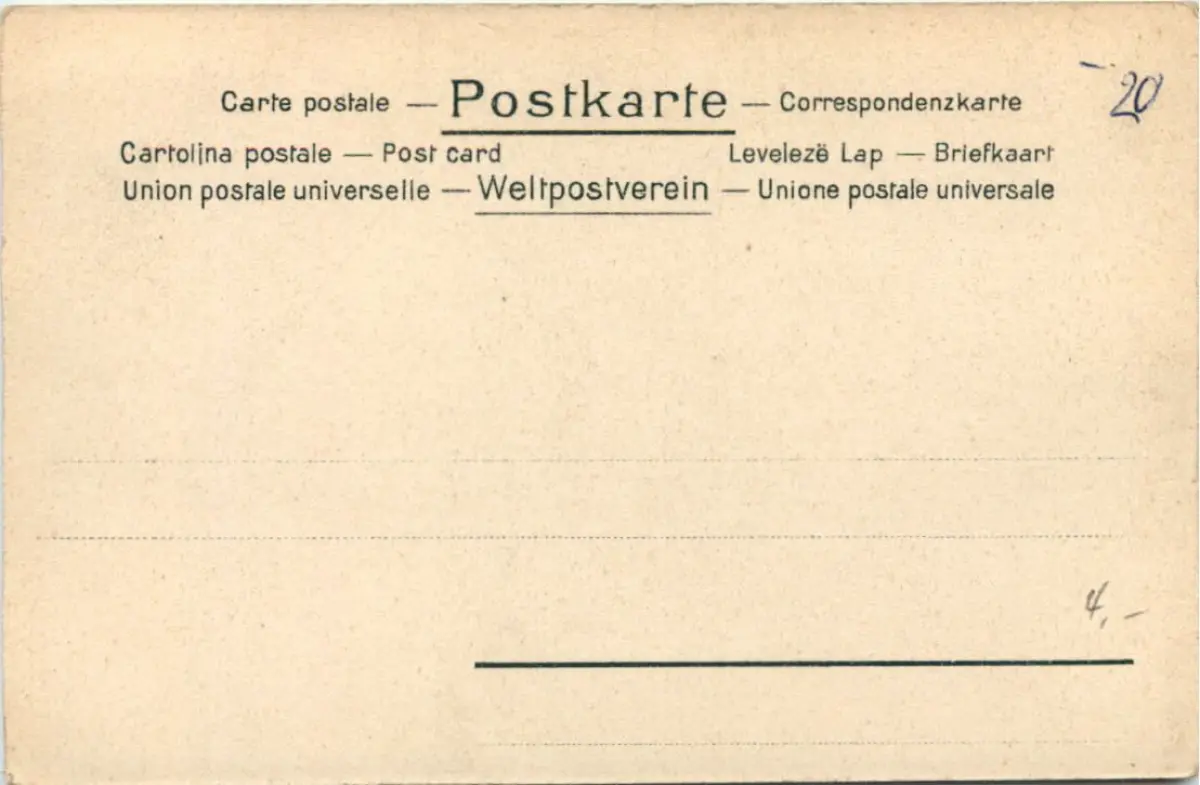 Carte postale — Postkarte — Correspondenzkarte
20
Cartolina postale — Post card Levelezë Lap — Briefkaart
Union postale universelle — Weltpostverein — Unione postale universale
4,-